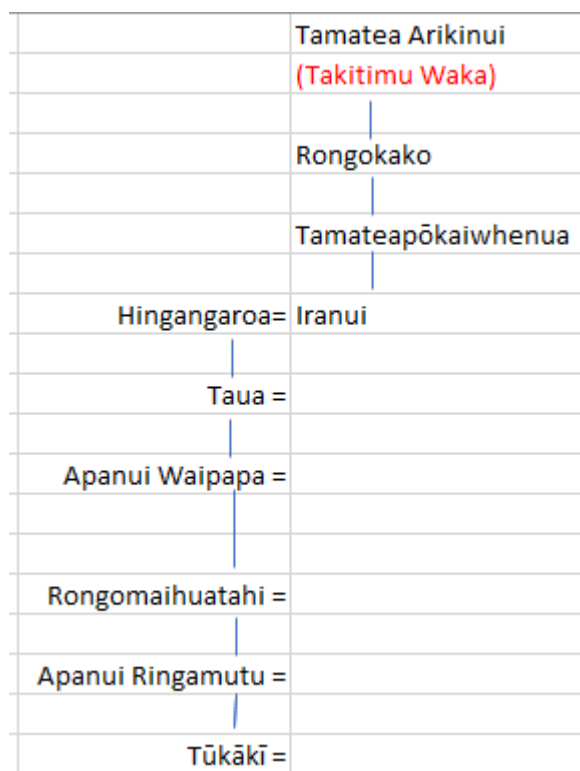 Tamatea Arikinui
(Takitimu Waka)
Rongokako
Tamateapōkaiwhenua
Hingangaroa= Iranui
Taua =
Apanui Waipapa =
Rongomaihuatahi =
Apanui Ringamutu =
Tūkākī =